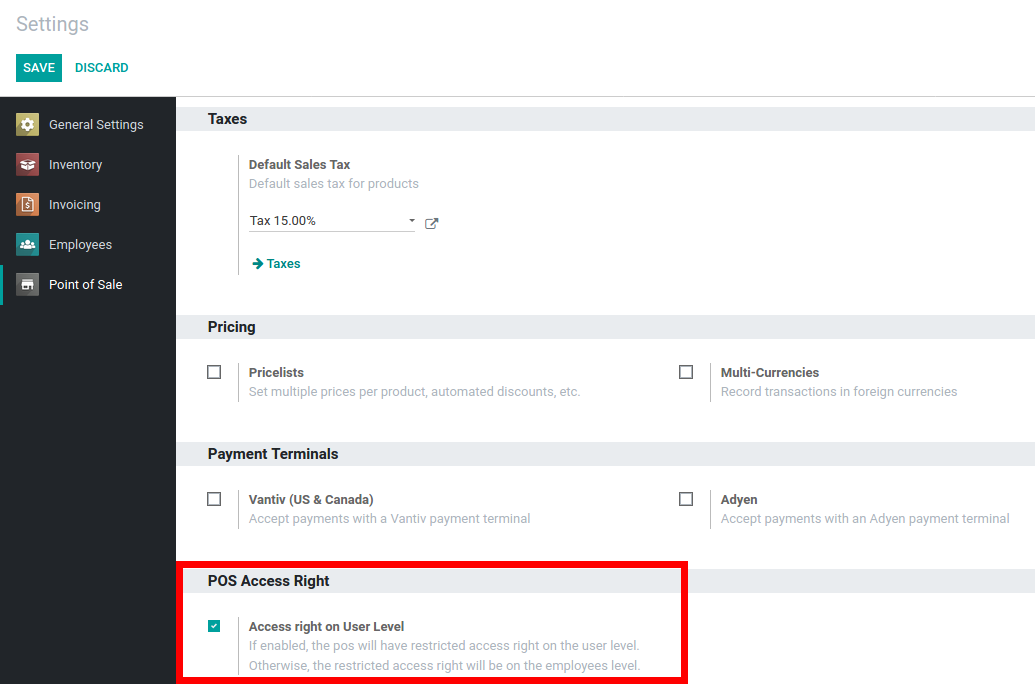 Settings
SAVE DISCARD
General Settings
Inventory
Invoicing
Employees
Point of Sale
Taxes
Default Sales Tax
Default sales tax for products
Tax 15.00%
Taxes
Pricing
Pricelists
Set multiple prices per product, automated discounts, etc.
Multi-Currencies
Record transactions in foreign currencies
Payment Terminals
Vantiv (US & Canada)
Accept payments with a Vantiv payment terminal
Adyen
Accept payments with an Adyen payment terminal
POS Access Right
Access right on User Level
If enabled, the pos will have restricted access right on the user level.
Otherwise, the restricted access right will be on the employees level.